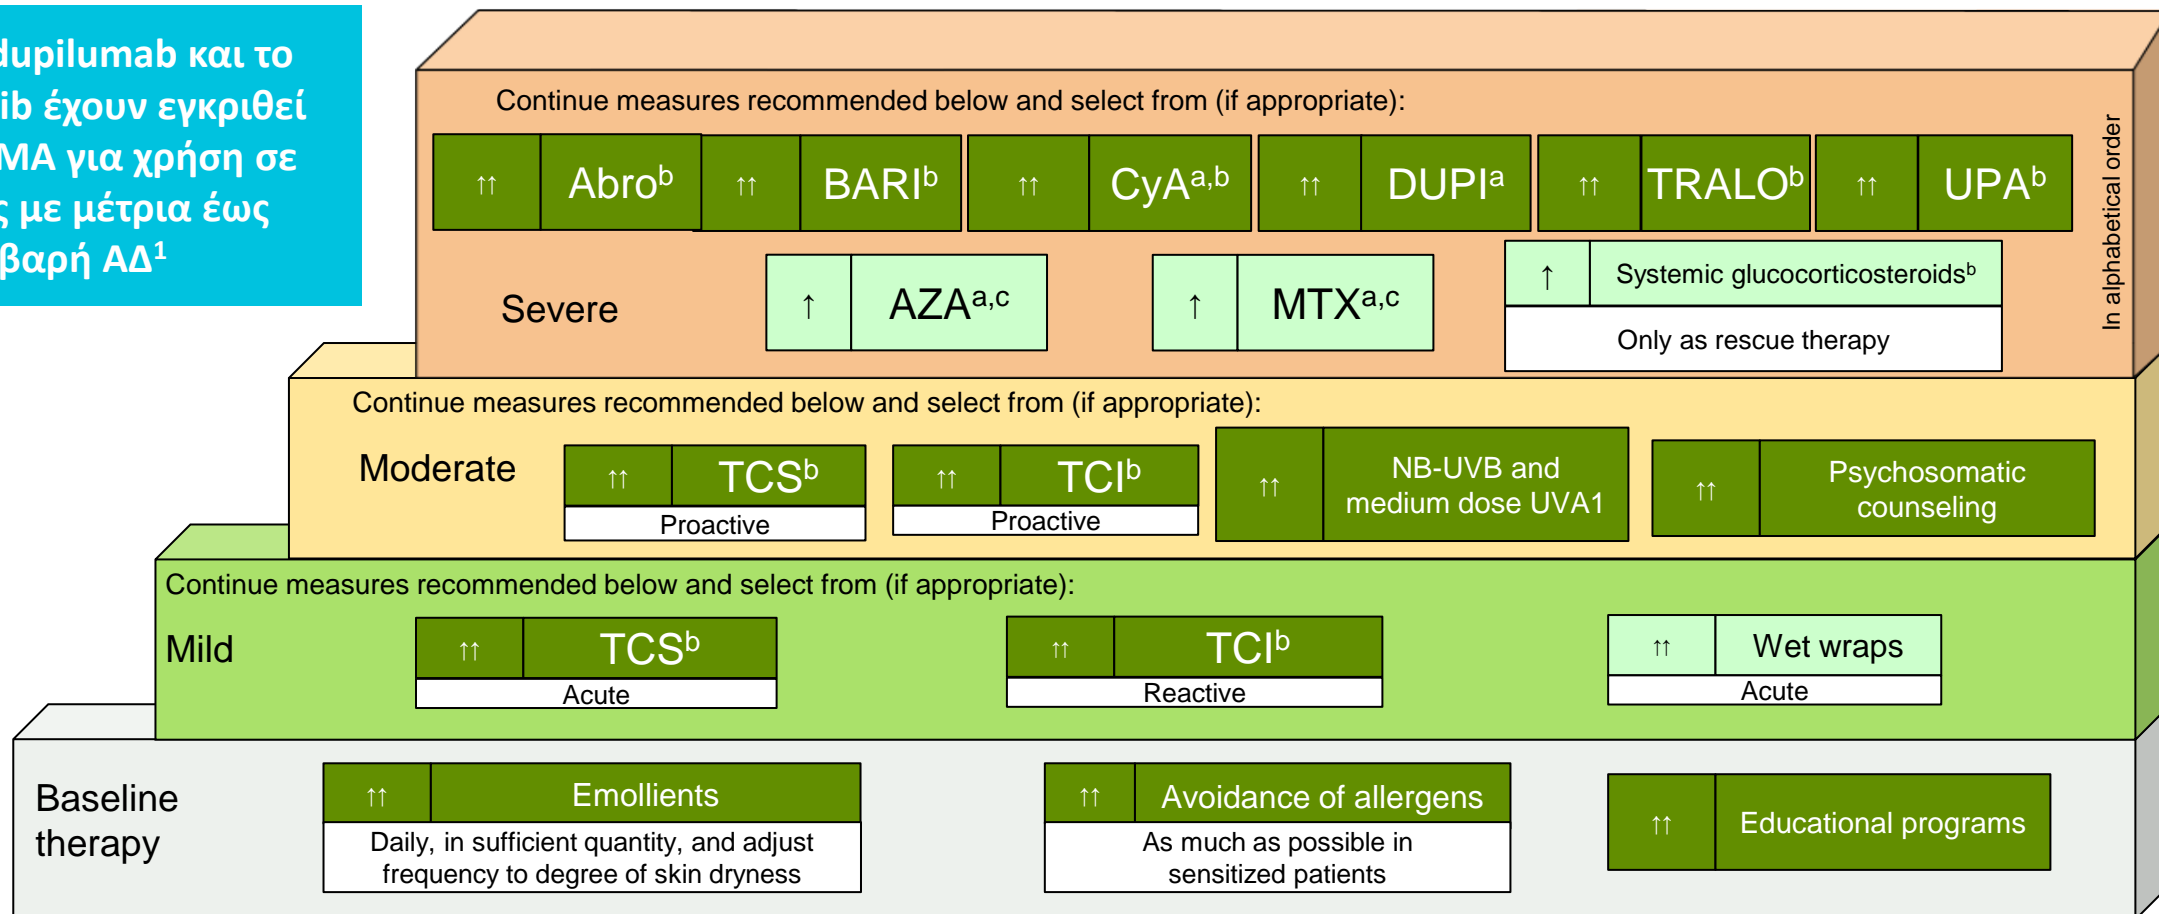 dupilumab και το
ib έχουν εγκριθεί
ΜΑ για χρήση σε
ς με μέτρια έως
βαρή ΑΔ¹
Continue measures recommended below and select from (if appropriate):
↑↑ Abroᵇ ↑↑ BARIᵇ ↑↑ CyAᵃ,ᵇ ↑↑ DUPIᵃ ↑↑ TRALOᵇ ↑↑ UPAᵇ
In alphabetical order
Severe
↑ AZAᵃ,ᶜ
↑ MTXᵃ,ᶜ
↑ Systemic glucocorticosteroidsᵇ
Only as rescue therapy
Continue measures recommended below and select from (if appropriate):
Moderate
↑↑ TCSᵇ
Proactive
↑↑ TCIᵇ
Proactive
↑↑ NB-UVB and
medium dose UVA1
↑↑ Psychosomatic
counseling
Continue measures recommended below and select from (if appropriate):
Mild
↑↑ TCSᵇ
Acute
↑↑ TCIᵇ
Reactive
↑↑ Wet wraps
Acute
Baseline
therapy
↑↑ Emollients
Daily, in sufficient quantity, and adjust
frequency to degree of skin dryness
↑↑ Avoidance of allergens
As much as possible in
sensitized patients
↑↑ Educational programs